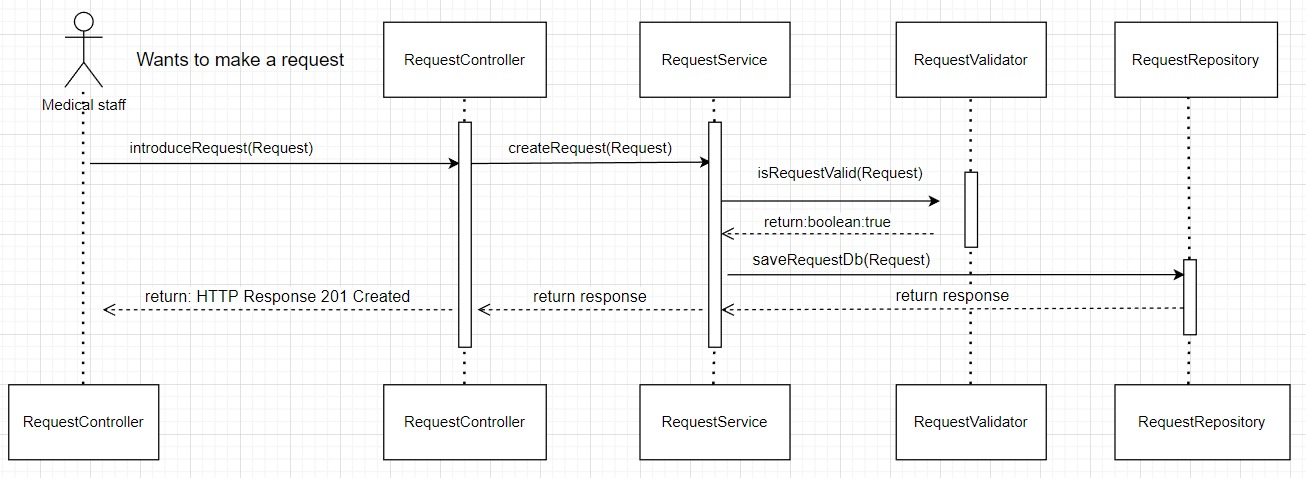 Wants to make a request
RequestController
RequestService
RequestValidator
RequestRepository
Medical staff
introduceRequest(Request)
createRequest(Request)
isRequestValid(Request)
return:boolean:true
saveRequestDb(Request)
return: HTTP Response 201 Created
return response
return response
RequestController
RequestController
RequestService
RequestValidator
RequestRepository